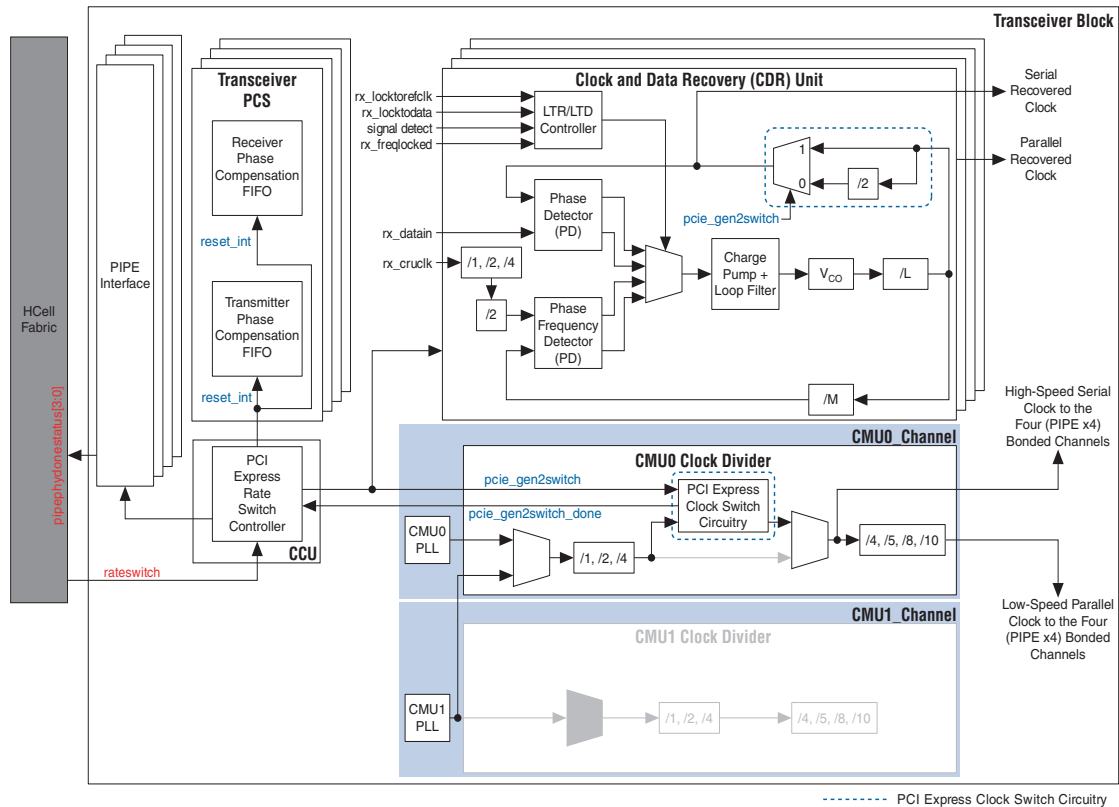 Transceiver Block
HCell
Fabric
pipephydonestatus[3:0]
PIPE
Interface
Transceiver
PCS
Receiver
Phase
Compensation
FIFO
reset_int
Transmitter
Phase
Compensation
FIFO
reset_int
PCI
Express
Rate
Switch
Controller
CCU
rateswitch
Clock and Data Recovery (CDR) Unit
rx_locktorefclk
rx_locktodata
signal detect
rx_freqlocked
LTR/LTD
Controller
rx_datain
rx_cruclk
/1, /2, /4
/2
Phase
Detector
(PD)
Phase
Frequency
Detector
(PD)
Charge
Pump +
Loop Filter
VCO
/L
/M
1
0
/2
pcie_gen2switch
Serial
Recovered
Clock
Parallel
Recovered
Clock
CMU0_Channel
CMU0 Clock Divider
pcie_gen2switch
pcie_gen2switch_done
PCI Express
Clock Switch
Circuitry
CMU0
PLL
/1, /2, /4
/4, /5, /8, /10
High-Speed Serial
Clock to the
Four (PIPE x4)
Bonded Channels
Low-Speed Parallel
Clock to the Four
(PIPE x4) Bonded
Channels
CMU1_Channel
CMU1 Clock Divider
CMU1
PLL
/1, /2, /4
/4, /5, /8, /10
PCI Express Clock Switch Circuitry